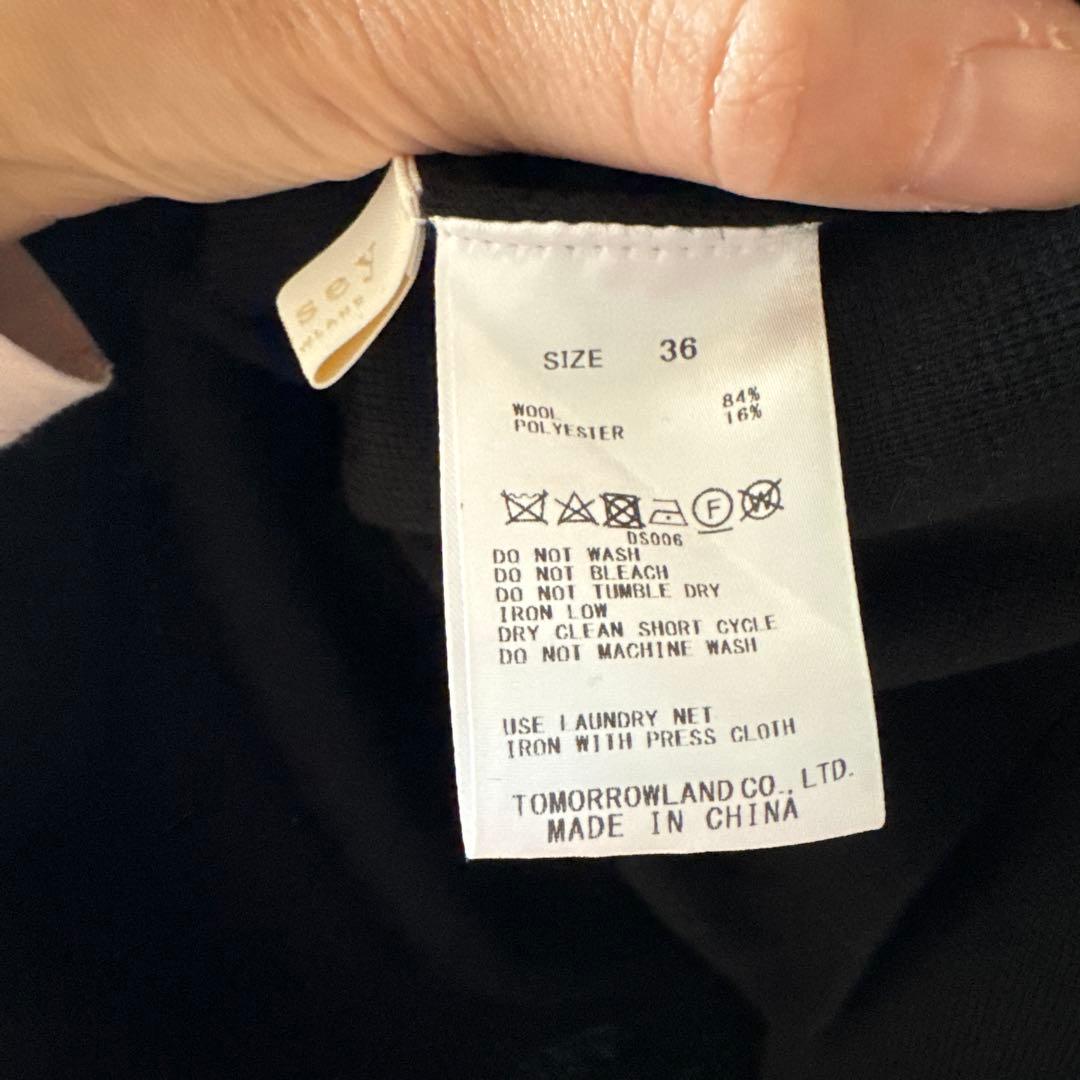 sey
SIZE 36
WOOL 84%
POLYESTER 16%
F W
DS006
DO NOT WASH
DO NOT BLEACH
DO NOT TUMBLE DRY
IRON LOW
DRY CLEAN SHORT CYCLE
DO NOT MACHINE WASH
USE LAUNDRY NET
IRON WITH PRESS CLOTH
TOMORROWLAND CO., LTD.
MADE IN CHINA